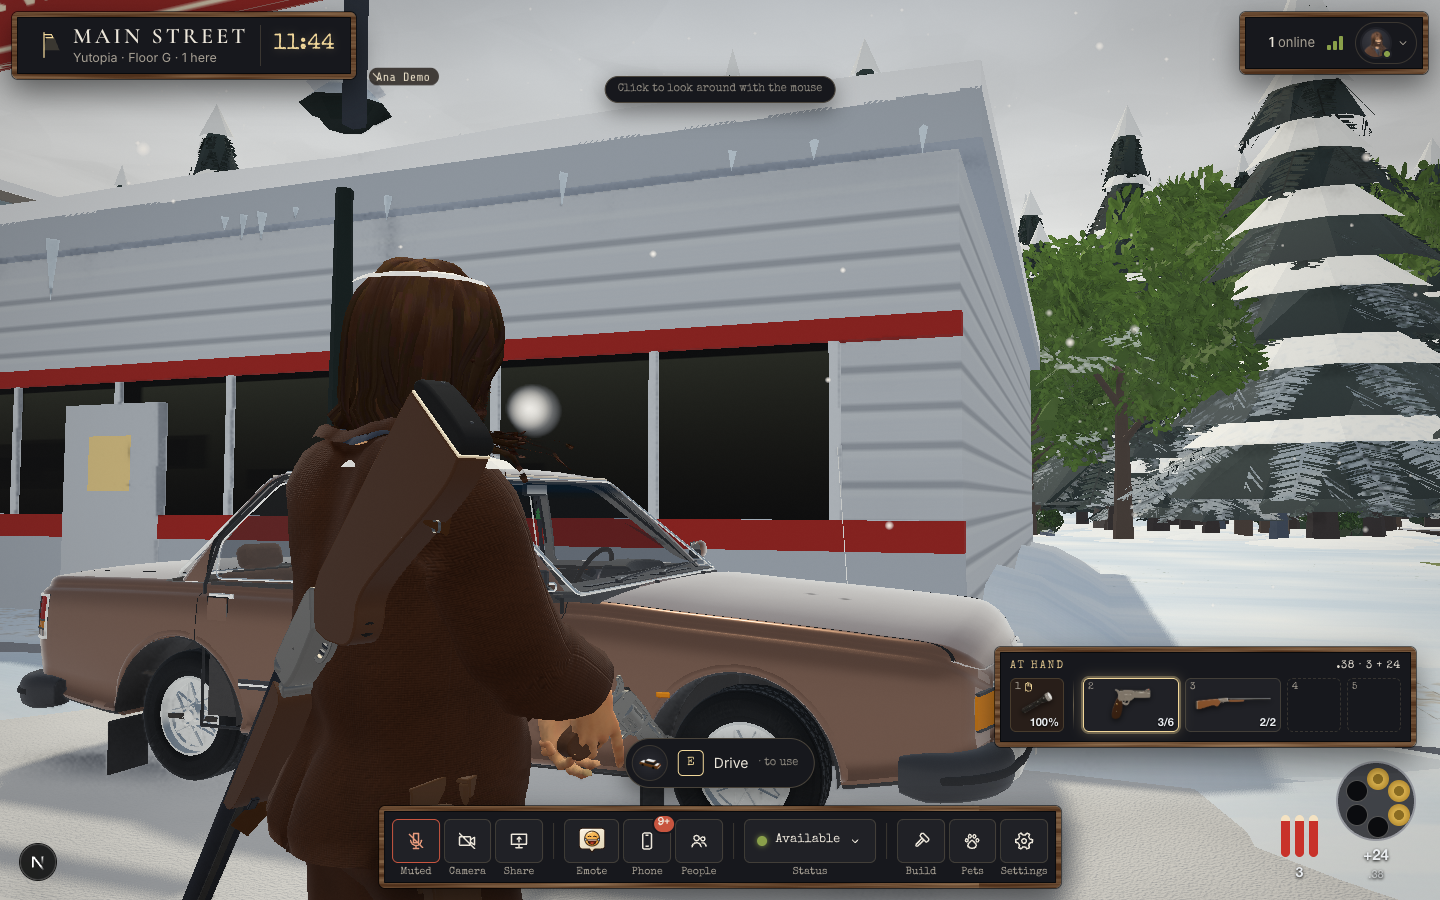 MAIN STREET
Yutopia · Floor G · 1 here
11:44
Ana Demo
Click to look around with the mouse
1 online
AT HAND
.38 · 3 + 24
1
100%
2
3/6
3
2/2
4
5
E
Drive
· to use
9+
Available
Muted
Camera
Share
Emote
Phone
People
Status
Build
Pets
Settings
N
3
+24
.38